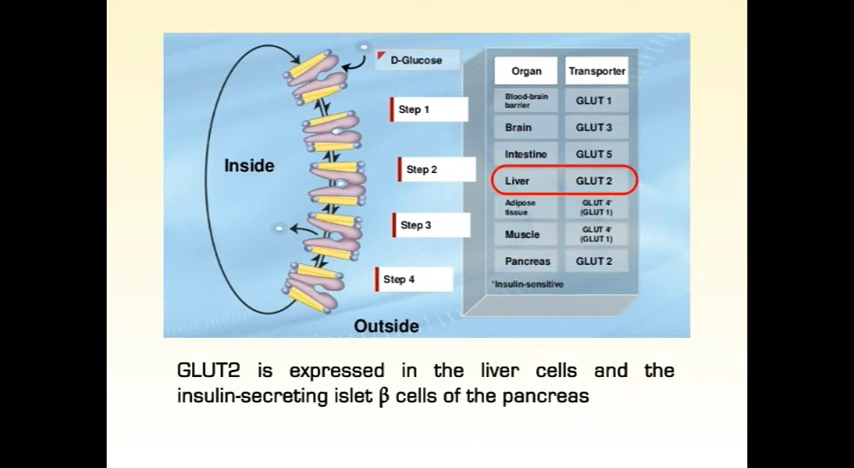 D-Glucose
Step 1
Step 2
Step 3
Step 4
Inside
Outside
Organ Transporter
Blood-brain
barrier
GLUT 1
Brain GLUT 3
Intestine GLUT 5
Liver GLUT 2
Adipose
tissue
GLUT 4*
(GLUT 1)
Muscle
GLUT 4*
(GLUT 1)
Pancreas GLUT 2
*Insulin-sensitive
GLUT2 is expressed in the liver cells and the
insulin-secreting islet β cells of the pancreas